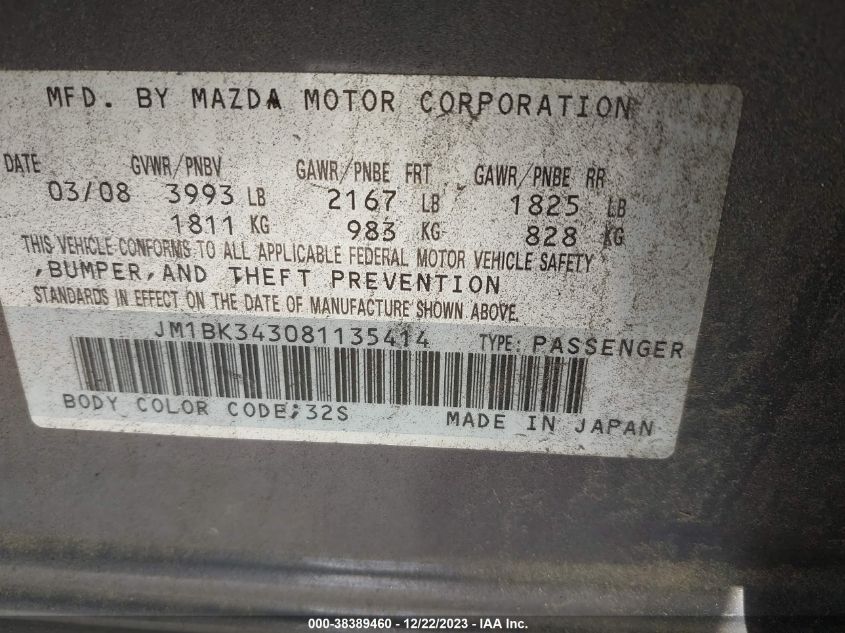 MFD. BY MAZDA MOTOR CORPORATION
DATE GVWR/PNBV GAWR/PNBE FRT GAWR/PNBE RR
03/08 3993 LB 2167 LB 1825 LB
1811 KG 983 KG 828 KG
THIS VEHICLE CONFORMS TO ALL APPLICABLE FEDERAL MOTOR VEHICLE SAFETY
,BUMPER,AND THEFT PREVENTION
STANDARDS IN EFFECT ON THE DATE OF MANUFACTURE SHOWN ABOVE.
JM1BK343081135414 TYPE: PASSENGER
BODY COLOR CODE;32S MADE IN JAPAN
000-38389460 - 12/22/2023 - IAA Inc.